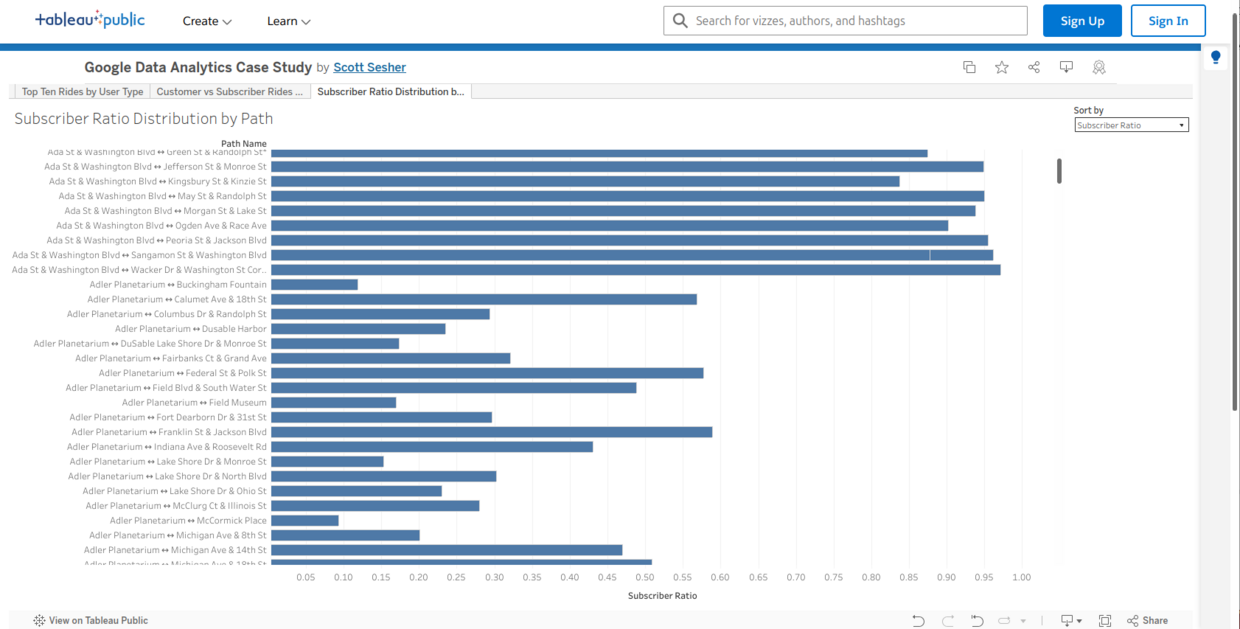 +ableau+public
Create
Learn
Search for vizzes, authors, and hashtags
Sign Up
Sign In
Google Data Analytics Case Study by Scott Sesher
Top Ten Rides by User Type
Customer vs Subscriber Rides ...
Subscriber Ratio Distribution b...
Subscriber Ratio Distribution by Path
Sort by
Subscriber Ratio
Path Name
Ada St & Washington Blvd ↔ Green St & Randolph St*
Ada St & Washington Blvd ↔ Jefferson St & Monroe St
Ada St & Washington Blvd ↔ Kingsbury St & Kinzie St
Ada St & Washington Blvd ↔ May St & Randolph St
Ada St & Washington Blvd ↔ Morgan St & Lake St
Ada St & Washington Blvd ↔ Ogden Ave & Race Ave
Ada St & Washington Blvd ↔ Peoria St & Jackson Blvd
Ada St & Washington Blvd ↔ Sangamon St & Washington Blvd
Ada St & Washington Blvd ↔ Wacker Dr & Washington St Cor..
Adler Planetarium ↔ Buckingham Fountain
Adler Planetarium ↔ Calumet Ave & 18th St
Adler Planetarium ↔ Columbus Dr & Randolph St
Adler Planetarium ↔ Dusable Harbor
Adler Planetarium ↔ DuSable Lake Shore Dr & Monroe St
Adler Planetarium ↔ Fairbanks Ct & Grand Ave
Adler Planetarium ↔ Federal St & Polk St
Adler Planetarium ↔ Field Blvd & South Water St
Adler Planetarium ↔ Field Museum
Adler Planetarium ↔ Fort Dearborn Dr & 31st St
Adler Planetarium ↔ Franklin St & Jackson Blvd
Adler Planetarium ↔ Indiana Ave & Roosevelt Rd
Adler Planetarium ↔ Lake Shore Dr & Monroe St
Adler Planetarium ↔ Lake Shore Dr & North Blvd
Adler Planetarium ↔ Lake Shore Dr & Ohio St
Adler Planetarium ↔ McClurg Ct & Illinois St
Adler Planetarium ↔ McCormick Place
Adler Planetarium ↔ Michigan Ave & 8th St
Adler Planetarium ↔ Michigan Ave & 14th St
Adler Planetarium ↔ Michigan Ave & 18th St
0.05 0.10 0.15 0.20 0.25 0.30 0.35 0.40 0.45 0.50 0.55 0.60 0.65 0.70 0.75 0.80 0.85 0.90 0.95 1.00
Subscriber Ratio
View on Tableau Public
Share